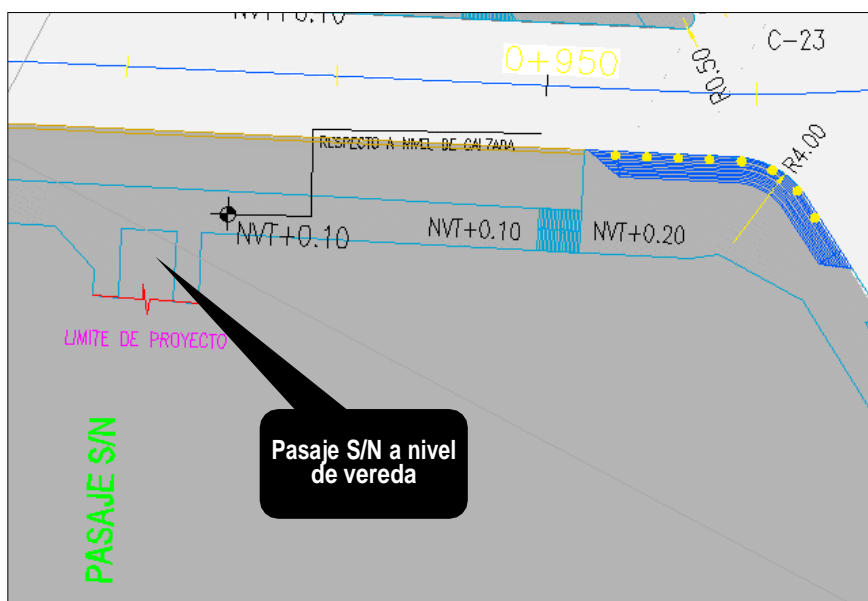 NVT+0.10
C-23
0+950
R0.50
RESPECTO A NIVEL DE CALZADA
R4.00
NVT+0.10
NVT+0.10
NVT+0.20
LIMITE DE PROYECTO
Pasaje S/N a nivel
de vereda
PASAJE S/N